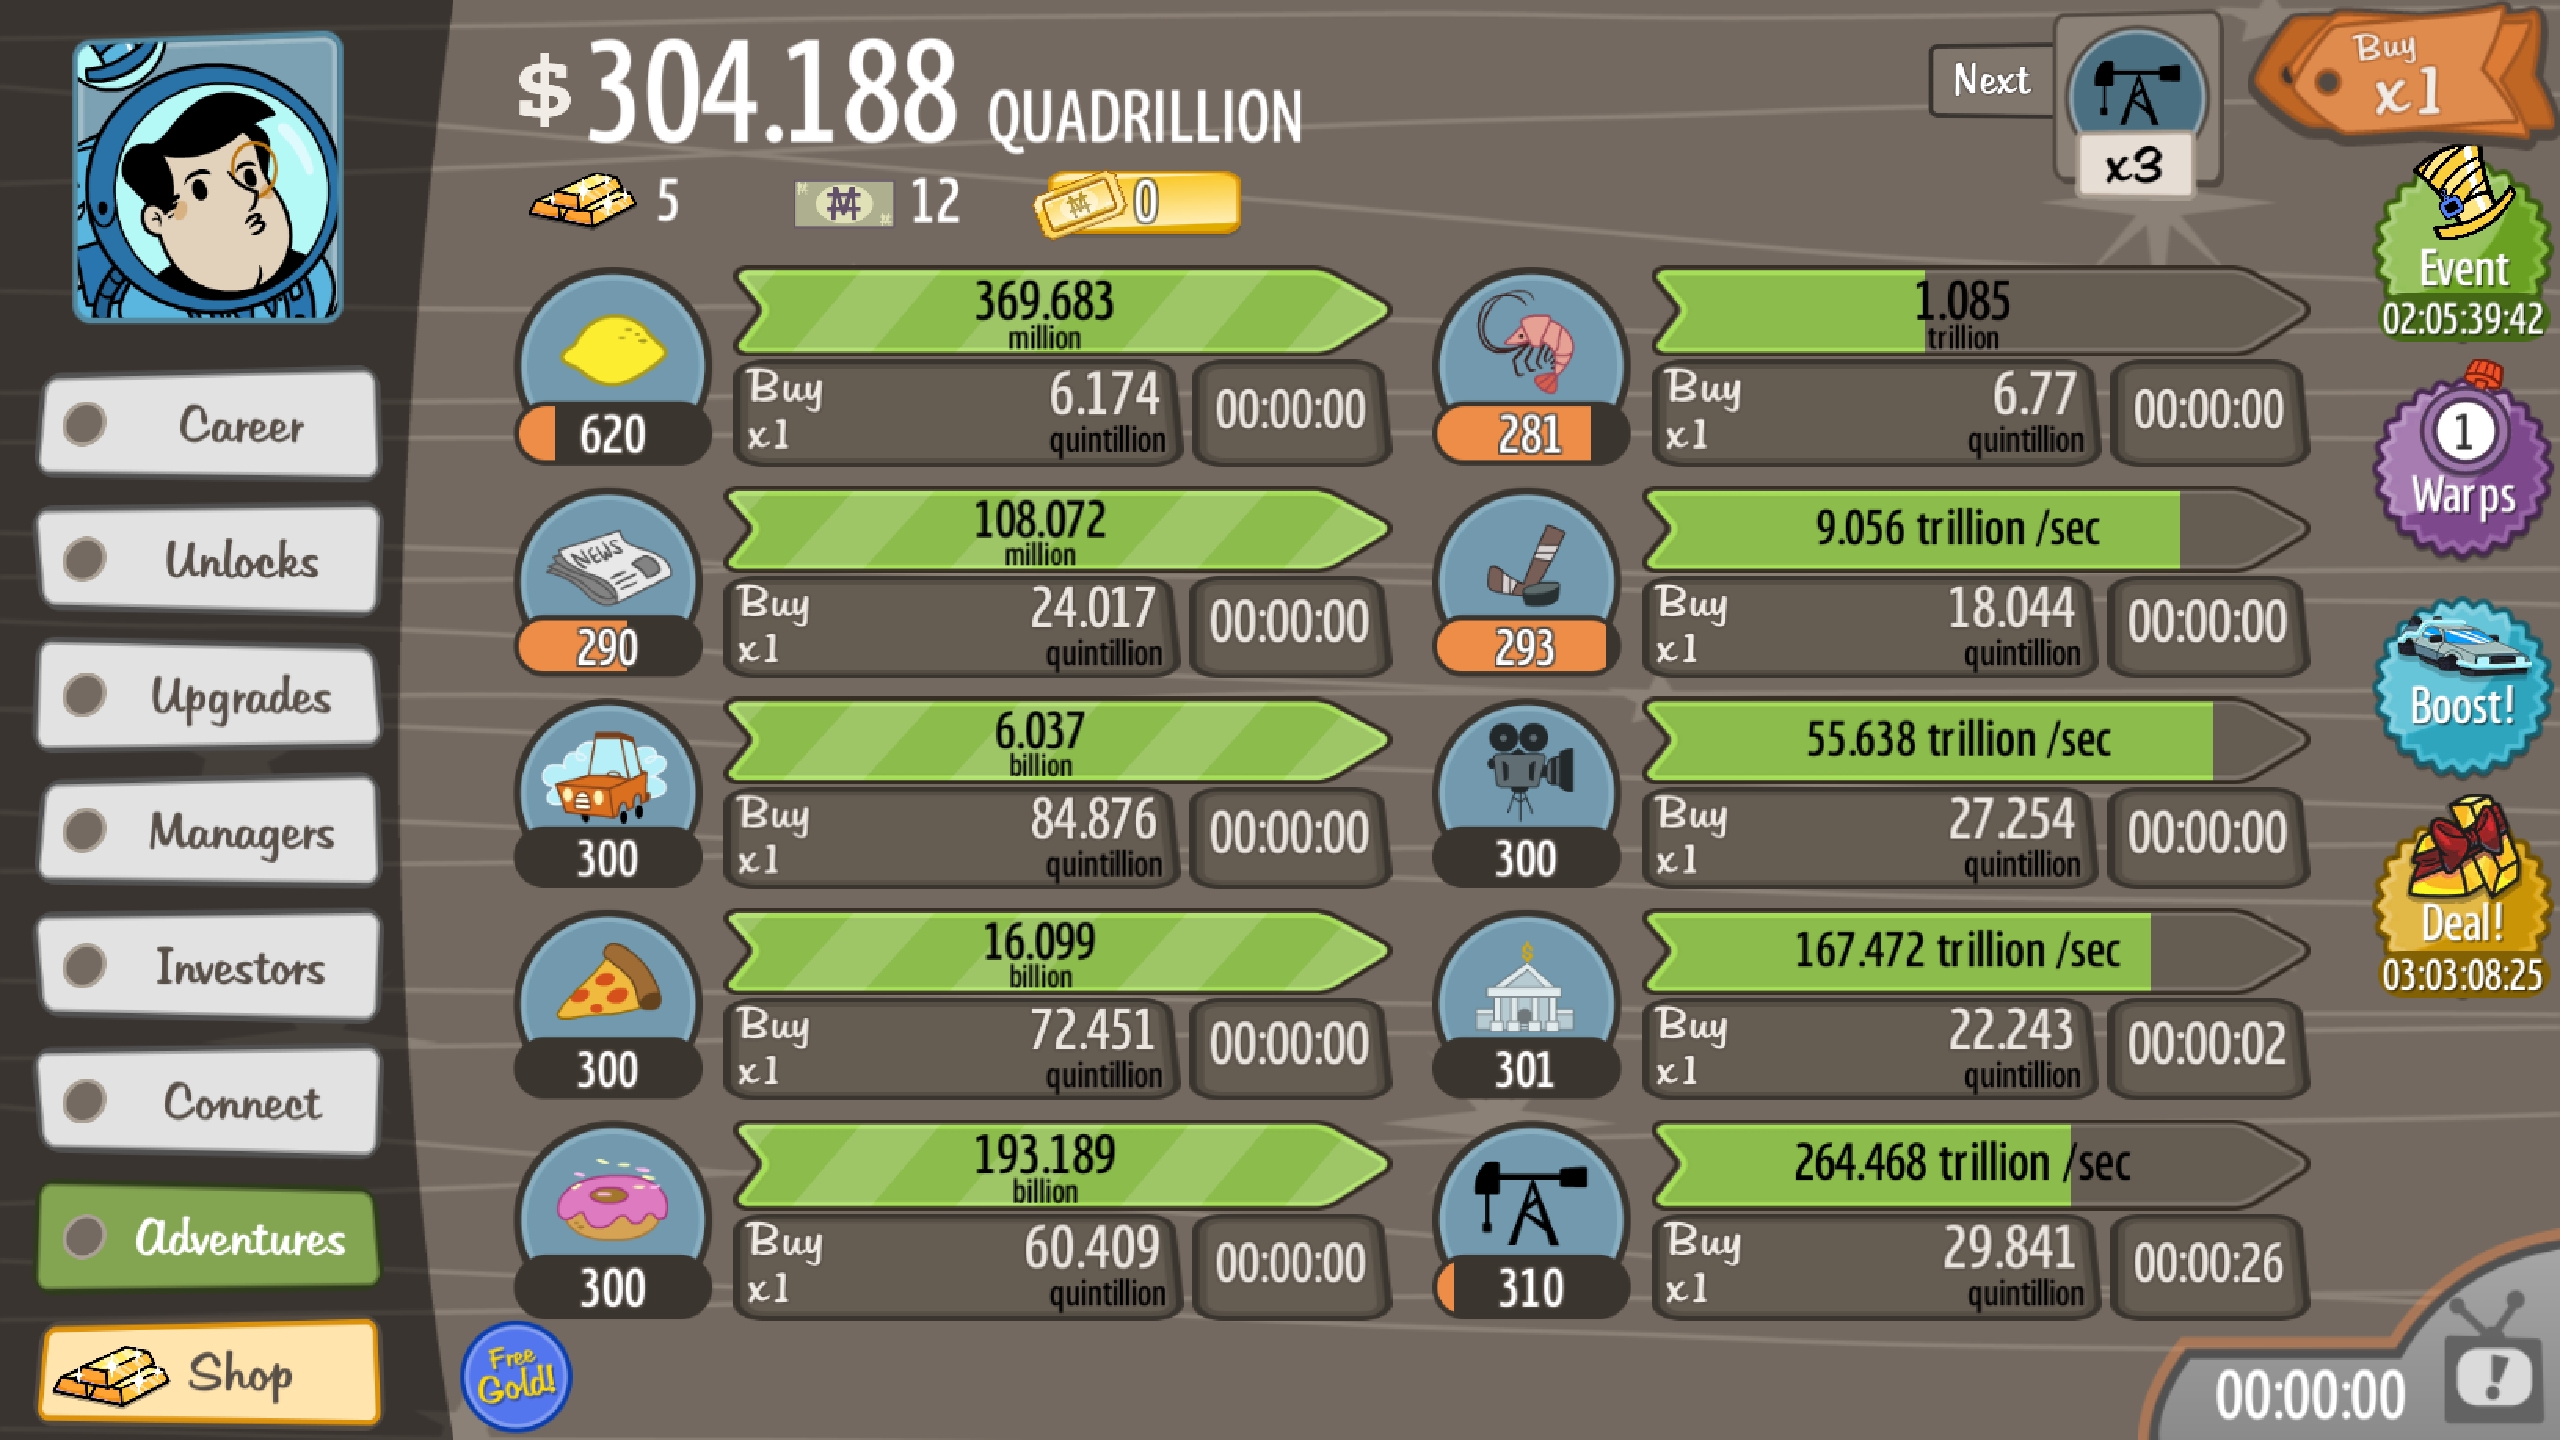 $304.188 QUADRILLION
5
12
0
Next
x3
Buy
x1
Event
02:05:39:42
1
Warps
Boost!
Deal!
03:03:08:25
Career
Unlocks
Upgrades
Managers
Investors
Connect
Adventures
Shop
369.683
million
620
Buy
x1
6.174
quintillion
00:00:00
NEWS
108.072
million
290
Buy
x1
24.017
quintillion
00:00:00
6.037
billion
300
Buy
x1
84.876
quintillion
00:00:00
16.099
billion
300
Buy
x1
72.451
quintillion
00:00:00
193.189
billion
300
Buy
x1
60.409
quintillion
00:00:00
1.085
trillion
281
Buy
x1
6.77
quintillion
00:00:00
9.056 trillion /sec
293
Buy
x1
18.044
quintillion
00:00:00
55.638 trillion /sec
300
Buy
x1
27.254
quintillion
00:00:00
167.472 trillion /sec
301
Buy
x1
22.243
quintillion
00:00:02
264.468 trillion /sec
310
Buy
x1
29.841
quintillion
00:00:26
Free
Gold!
00:00:00
!